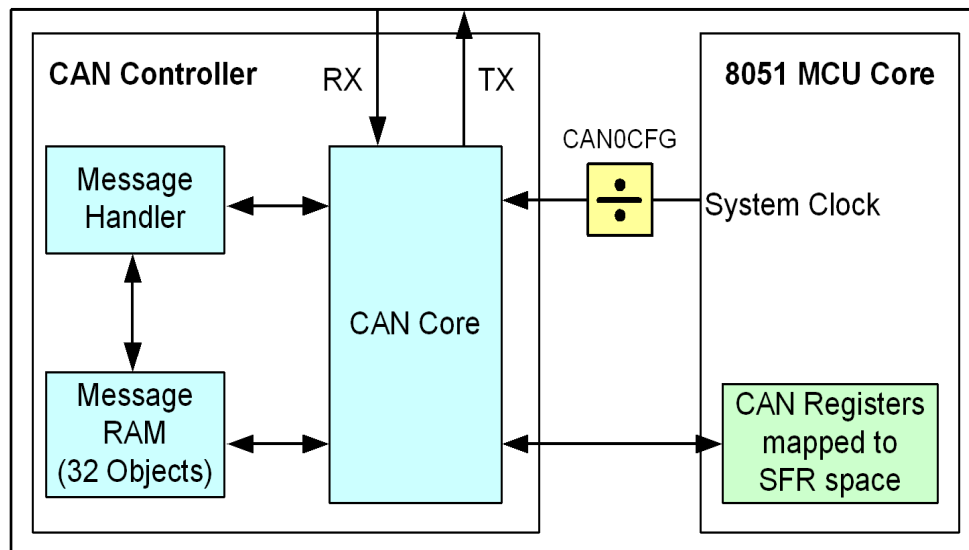 CAN Controller
RX
TX
8051 MCU Core
CAN0CFG
System Clock
Message
Handler
CAN Core
Message
RAM
(32 Objects)
CAN Registers
mapped to
SFR space